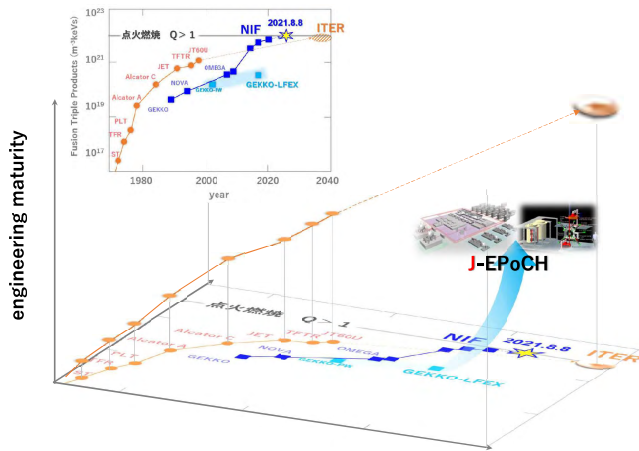 engineering maturity
Fusion Triple Products (m⁻³keVs)
10²³
10²¹
10¹⁹
10¹⁷
1980
2000
2020
2040
year
点火燃焼 Q > 1
NIF
2021.8.8
ITER
JT60U
TFTR
JET
Alcator C
OMEGA
NOVA
GEKKO-PW
GEKKO-LFEX
Alcator A
GEKKO
PLT
TFR
ST
J-EPoCH
点火燃焼 Q > 1
Alcator C
JET
TFTR
JT60U
NIF
2021.8.8
ITER
Alcator A
PLT
TFR
ST
GEKKO
NOVA
GEKKO-PW
OMEGA
GEKKO-LFEX